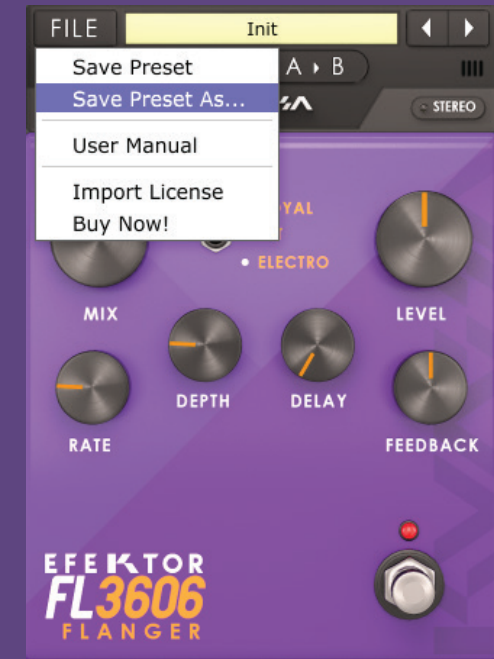 FILE Init
Save Preset
A B
Save Preset As...
STEREO
User Manual
Import License
Buy Now!
ELECTRO
MIX
LEVEL
DEPTH
DELAY
RATE
FEEDBACK
EFEKTOR
FL3606
FLANGER